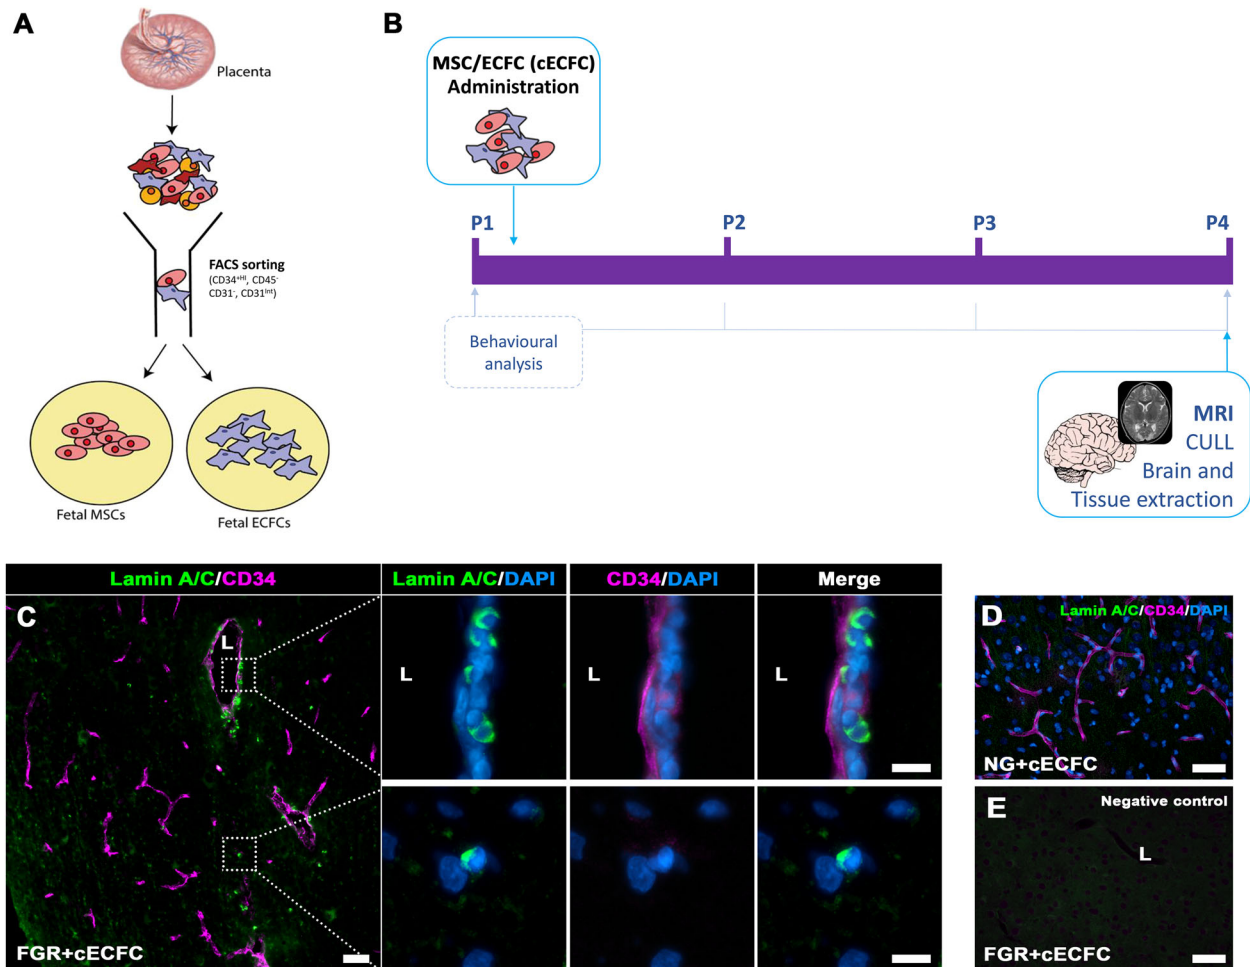 A
Placenta
FACS sorting
(CD34⁺ᴴᴵ, CD45⁻
CD31⁻, CD31ᴵⁿᵗ)
Fetal MSCs
Fetal ECFCs
B
MSC/ECFC (cECFC)
Administration
P1
P2
P3
P4
Behavioural
analysis
MRI
CULL
Brain and
Tissue extraction
Lamin A/C/CD34
Lamin A/C/DAPI
CD34/DAPI
Merge
C
L
FGR+cECFC
L
L
L
D
Lamin A/C/CD34/DAPI
NG+cECFC
E
Negative control
L
FGR+cECFC